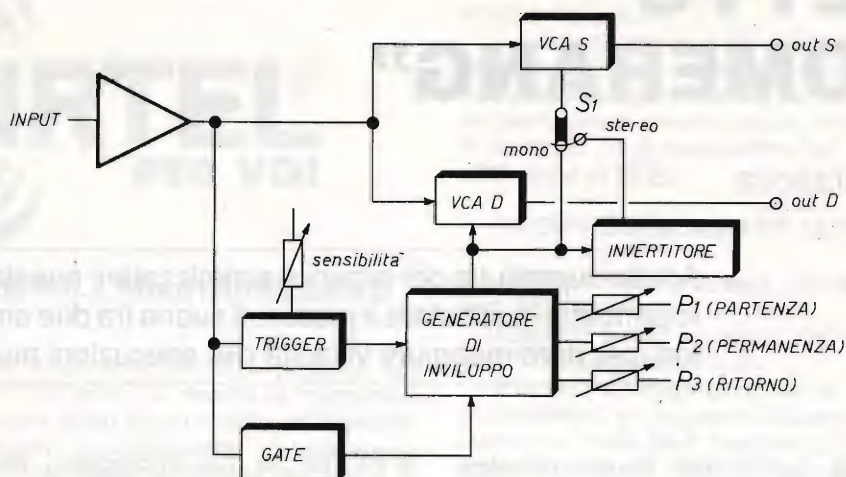 VCA S
out S
S1
stereo
mono
INPUT
VCA D
out D
INVERTITORE
sensibilità
TRIGGER
GENERATORE
DI
INVILUPPO
P1 (PARTENZA)
P2 (PERMANENZA)
P3 (RITORNO)
GATE